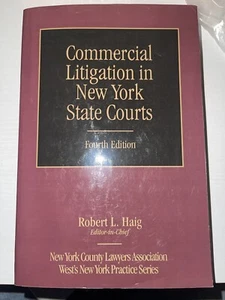 Commercial
Litigation in
New York
State Courts
Fourth Edition
Robert L. Haig
Editor-in-Chief
New York County Lawyers Association
West's New York Practice Series